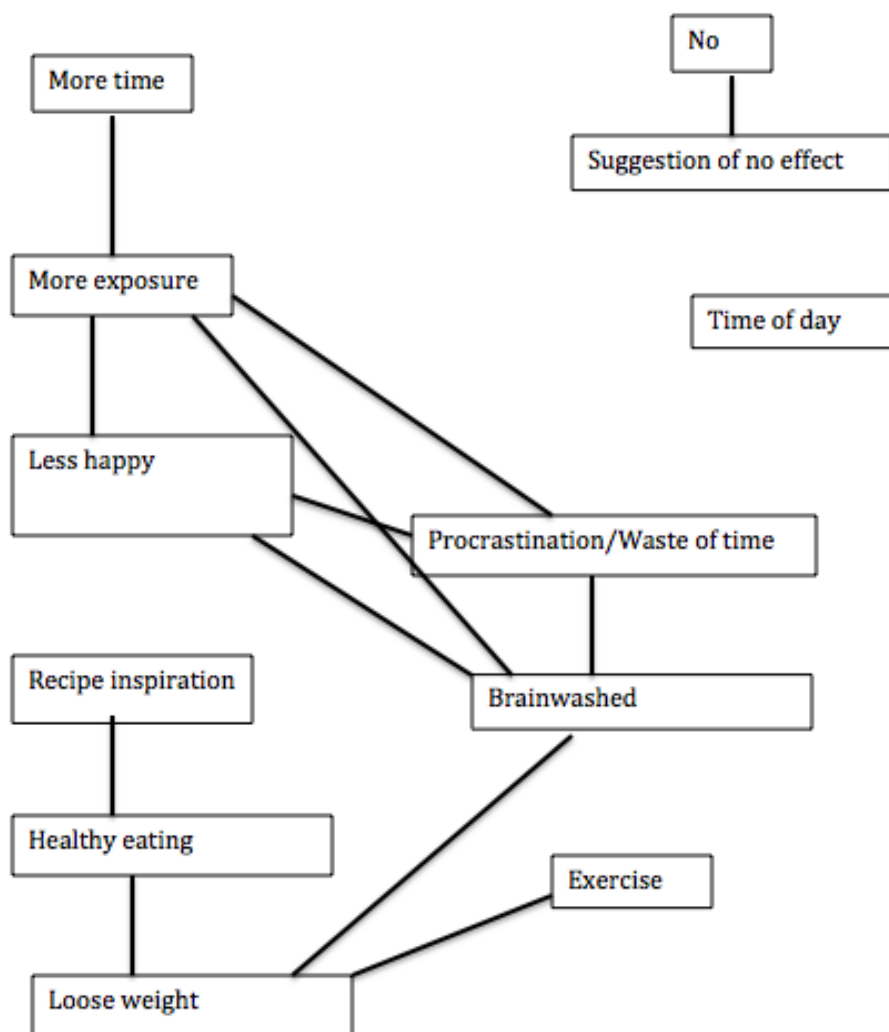 No
More time
Suggestion of no effect
More exposure
Time of day
Less happy
Procrastination/Waste of time
Recipe inspiration
Brainwashed
Healthy eating
Exercise
Loose weight